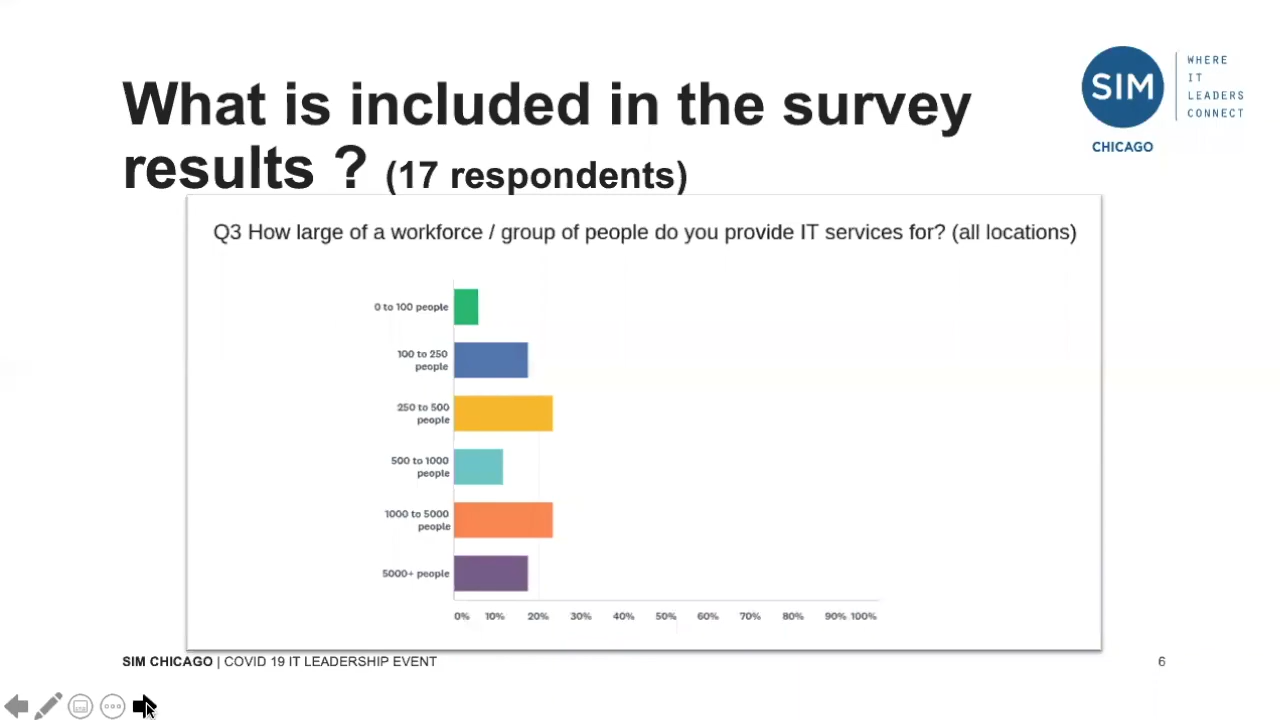 What is included in the survey
results ? (17 respondents)
SIM
CHICAGO
WHERE
IT
LEADERS
CONNECT
Q3 How large of a workforce / group of people do you provide IT services for? (all locations)
0 to 100 people
100 to 250
people
250 to 500
people
500 to 1000
people
1000 to 5000
people
5000+ people
0% 10% 20% 30% 40% 50% 60% 70% 80% 90% 100%
SIM CHICAGO | COVID 19 IT LEADERSHIP EVENT
6